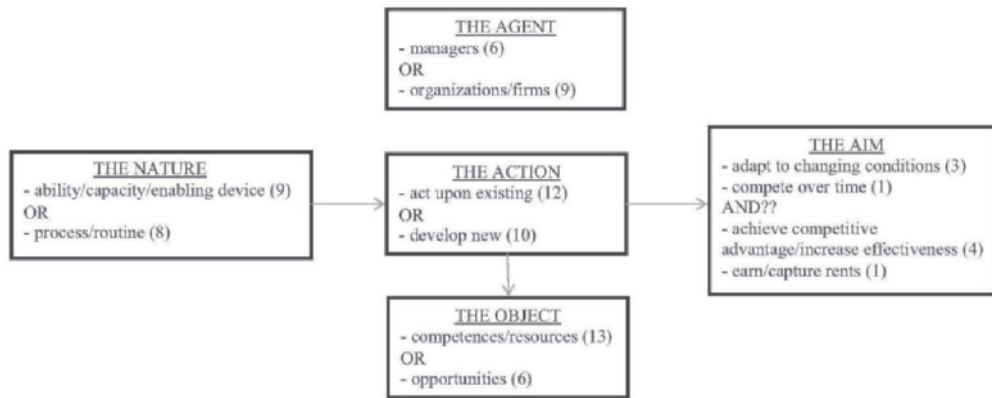 THE AGENT
- managers (6)
OR
- organizations/firms (9)
THE NATURE
- ability/capacity/enabling device (9)
OR
- process/routine (8)
THE ACTION
- act upon existing (12)
OR
- develop new (10)
THE AIM
- adapt to changing conditions (3)
- compete over time (1)
AND??
- achieve competitive
advantage/increase effectiveness (4)
- earn/capture rents (1)
THE OBJECT
- competences/resources (13)
OR
- opportunities (6)